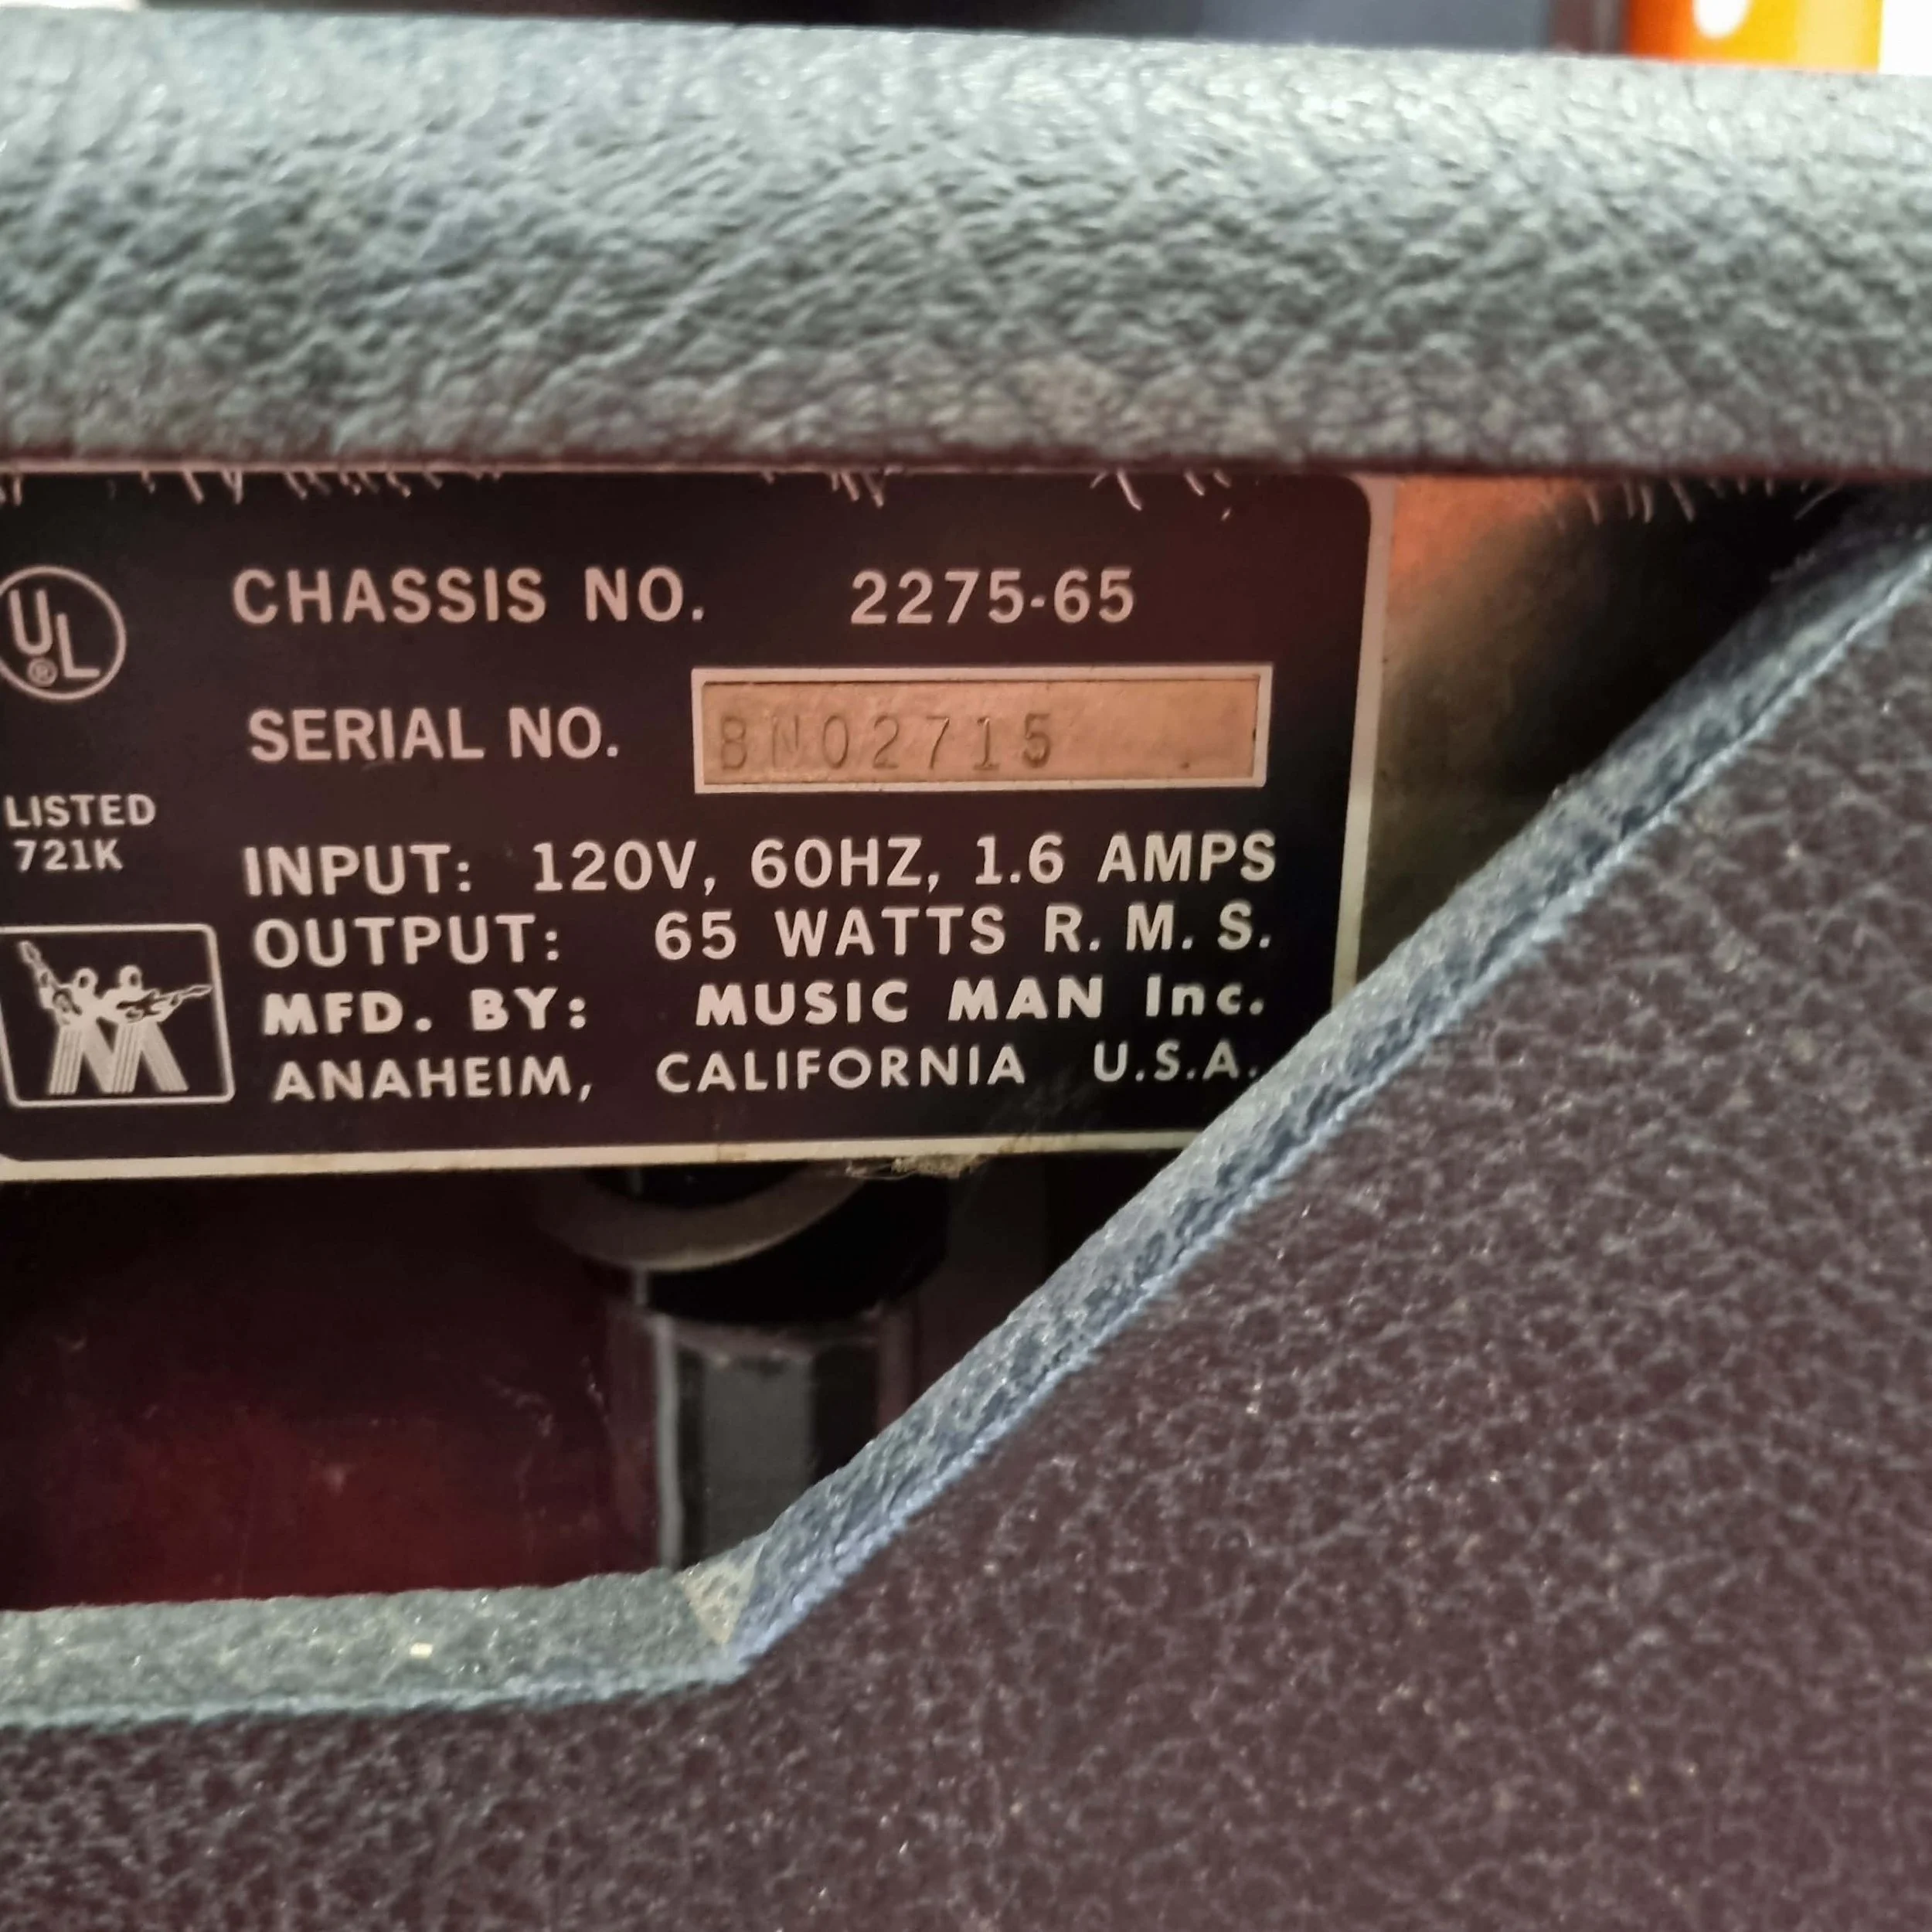 UL ®
CHASSIS NO. 2275-65
SERIAL NO. BN02715
LISTED
721K
INPUT: 120V, 60HZ, 1.6 AMPS
OUTPUT: 65 WATTS R. M. S.
MFD. BY: MUSIC MAN Inc.
ANAHEIM, CALIFORNIA U.S.A.